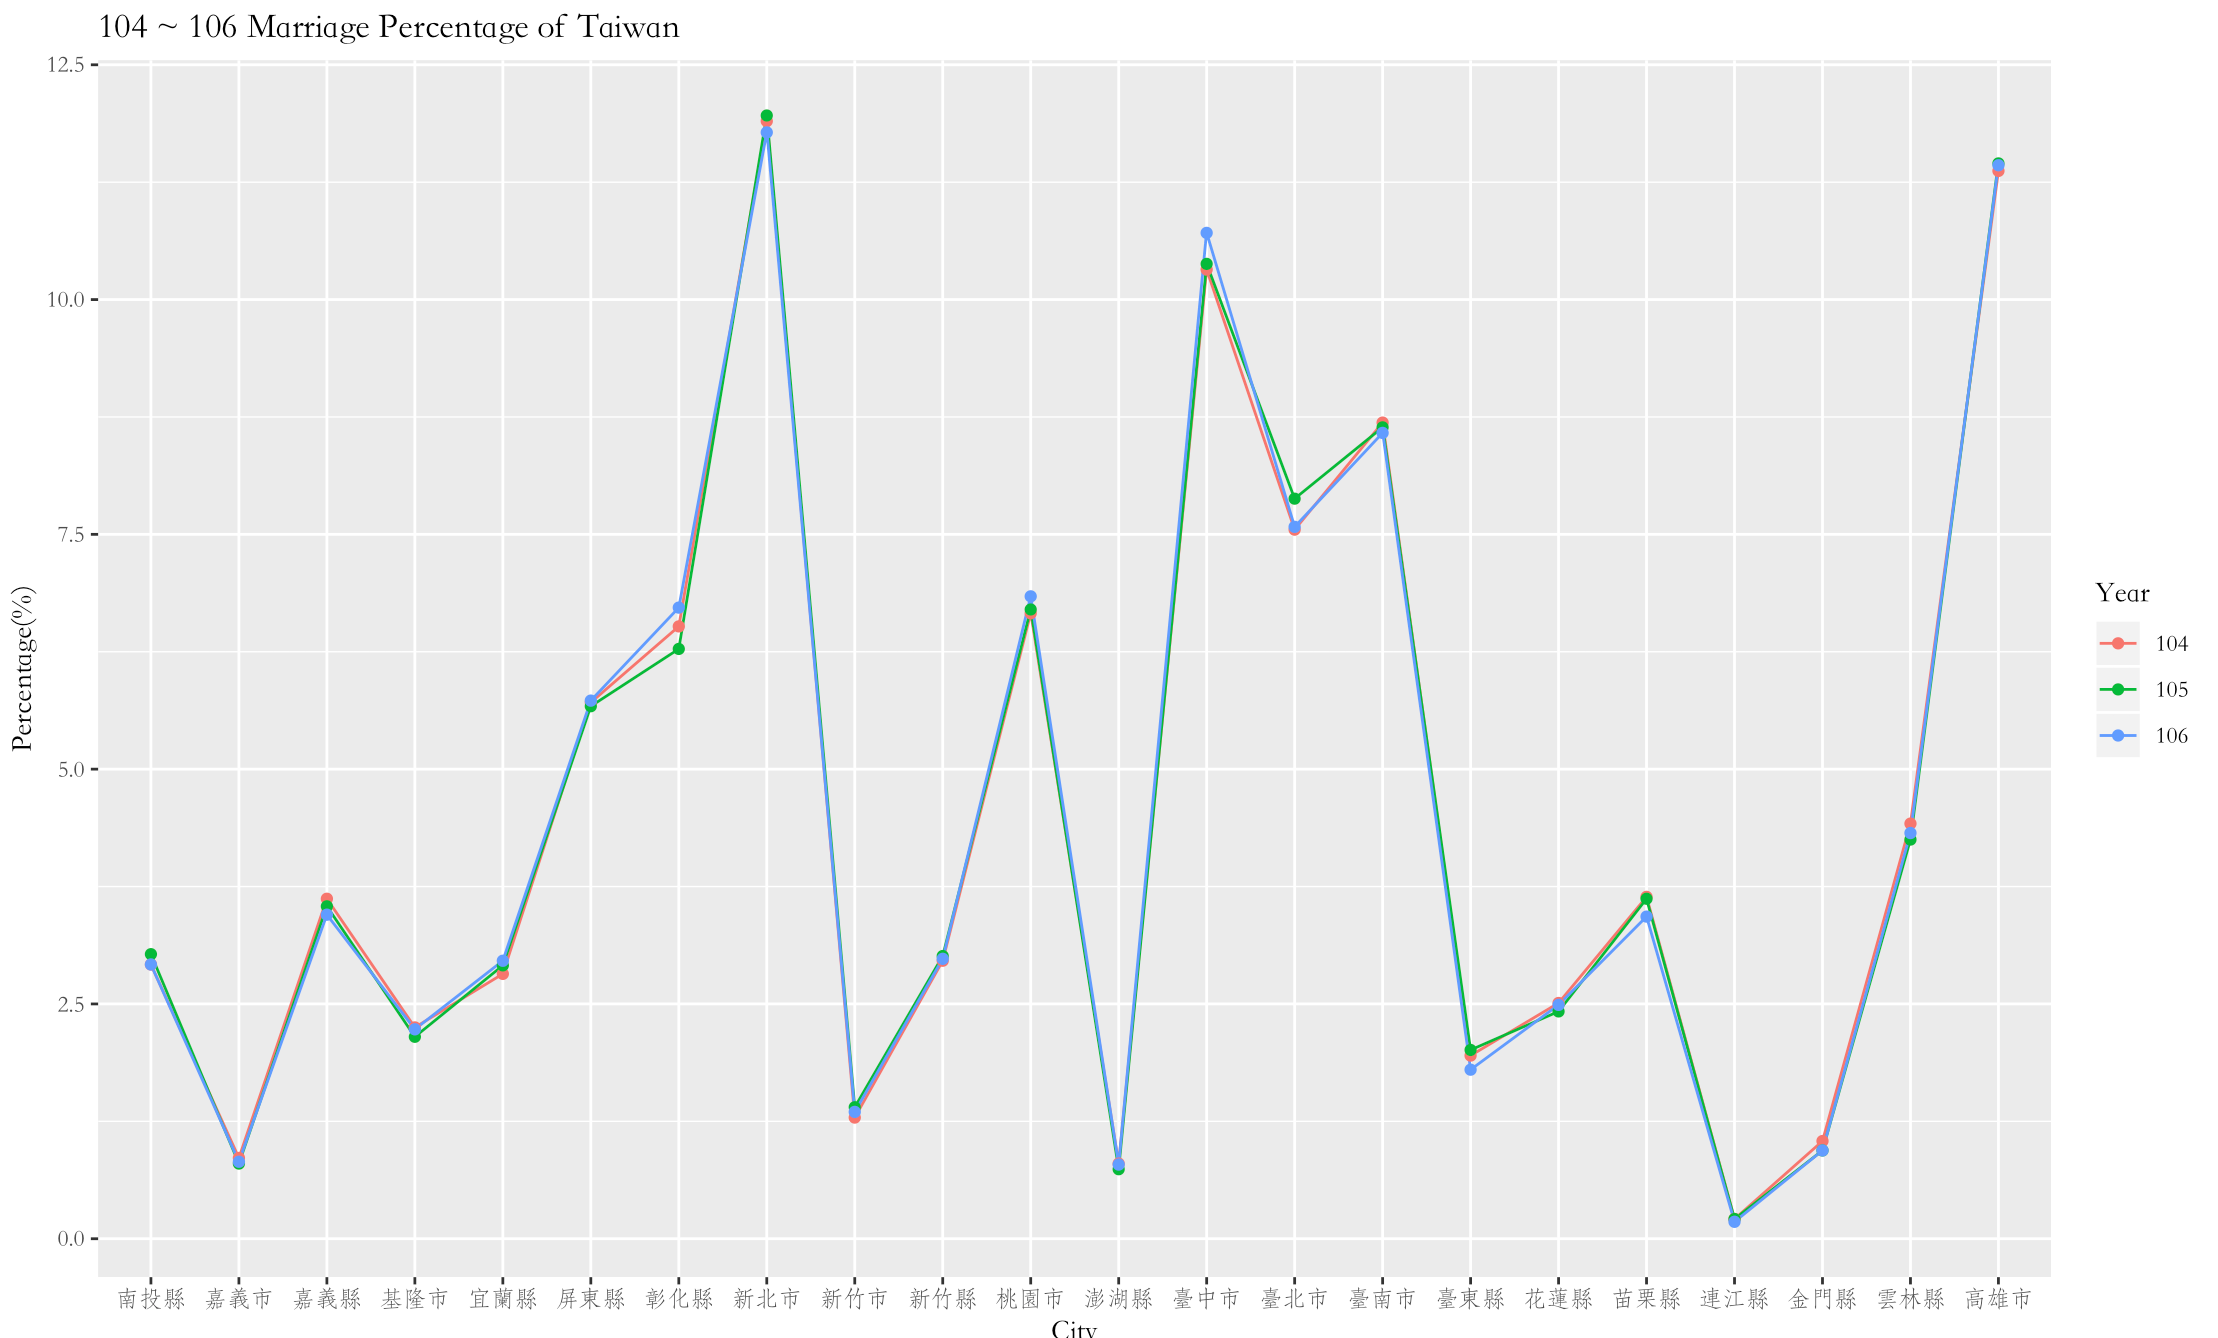 104 ~ 106 Marriage Percentage of Taiwan
12.5
10.0
7.5
5.0
2.5
0.0
Percentage(%)
南投縣 嘉義市 嘉義縣 基隆市 宜蘭縣 屏東縣 彰化縣 新北市 新竹市 新竹縣 桃園市 澎湖縣 臺中市 臺北市 臺南市 臺東縣 花蓮縣 苗栗縣 連江縣 金門縣 雲林縣 高雄市
City
Year
104
105
106